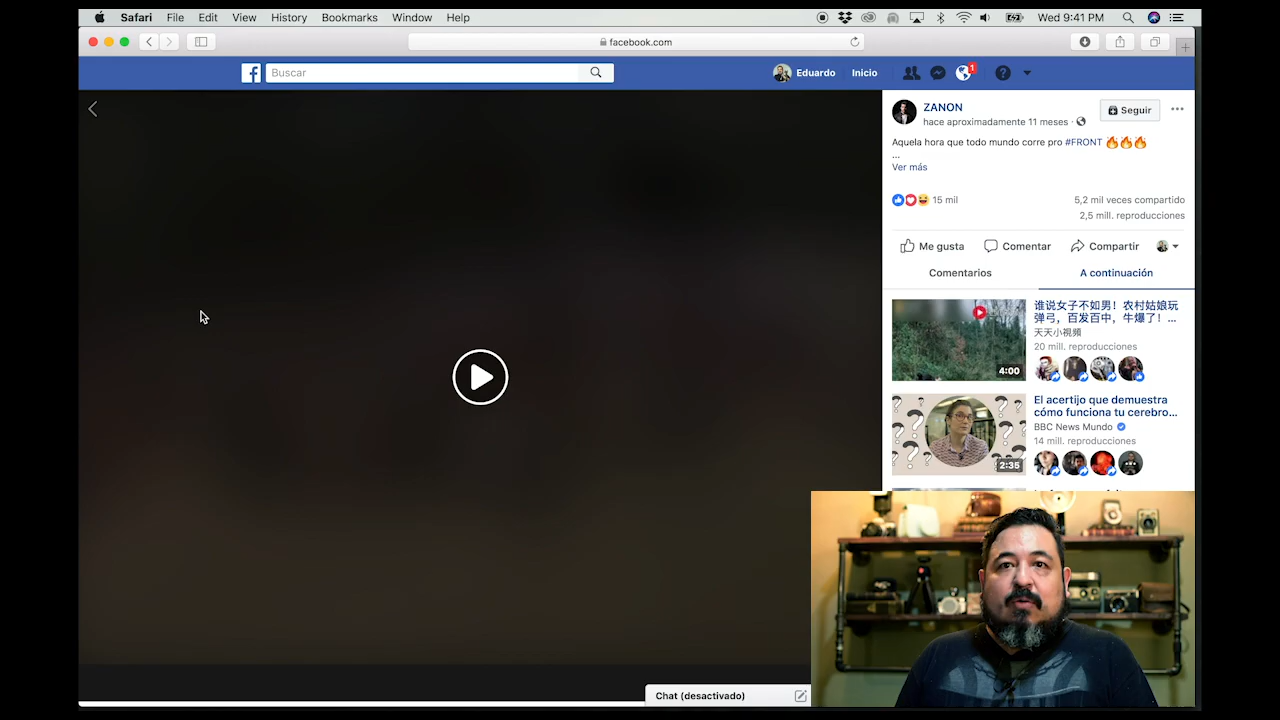 Safari File Edit View History Bookmarks Window Help
Wed 9:41 PM
facebook.com
f
Buscar
Eduardo Inicio
1
ZANON
hace aproximadamente 11 meses ·
Seguir
Aquela hora que todo mundo corre pro #FRONT 🔥🔥🔥
...
Ver más
15 mil
5,2 mil veces compartido
2,5 mill. reproducciones
Me gusta Comentar Compartir
Comentarios A continuación
谁说女子不如男！农村姑娘玩
弹弓，百发百中，牛爆了！...
天天小視頻
20 mill. reproducciones
4:00
El acertijo que demuestra
cómo funciona tu cerebro...
BBC News Mundo
14 mill. reproducciones
2:35
Chat (desactivado)